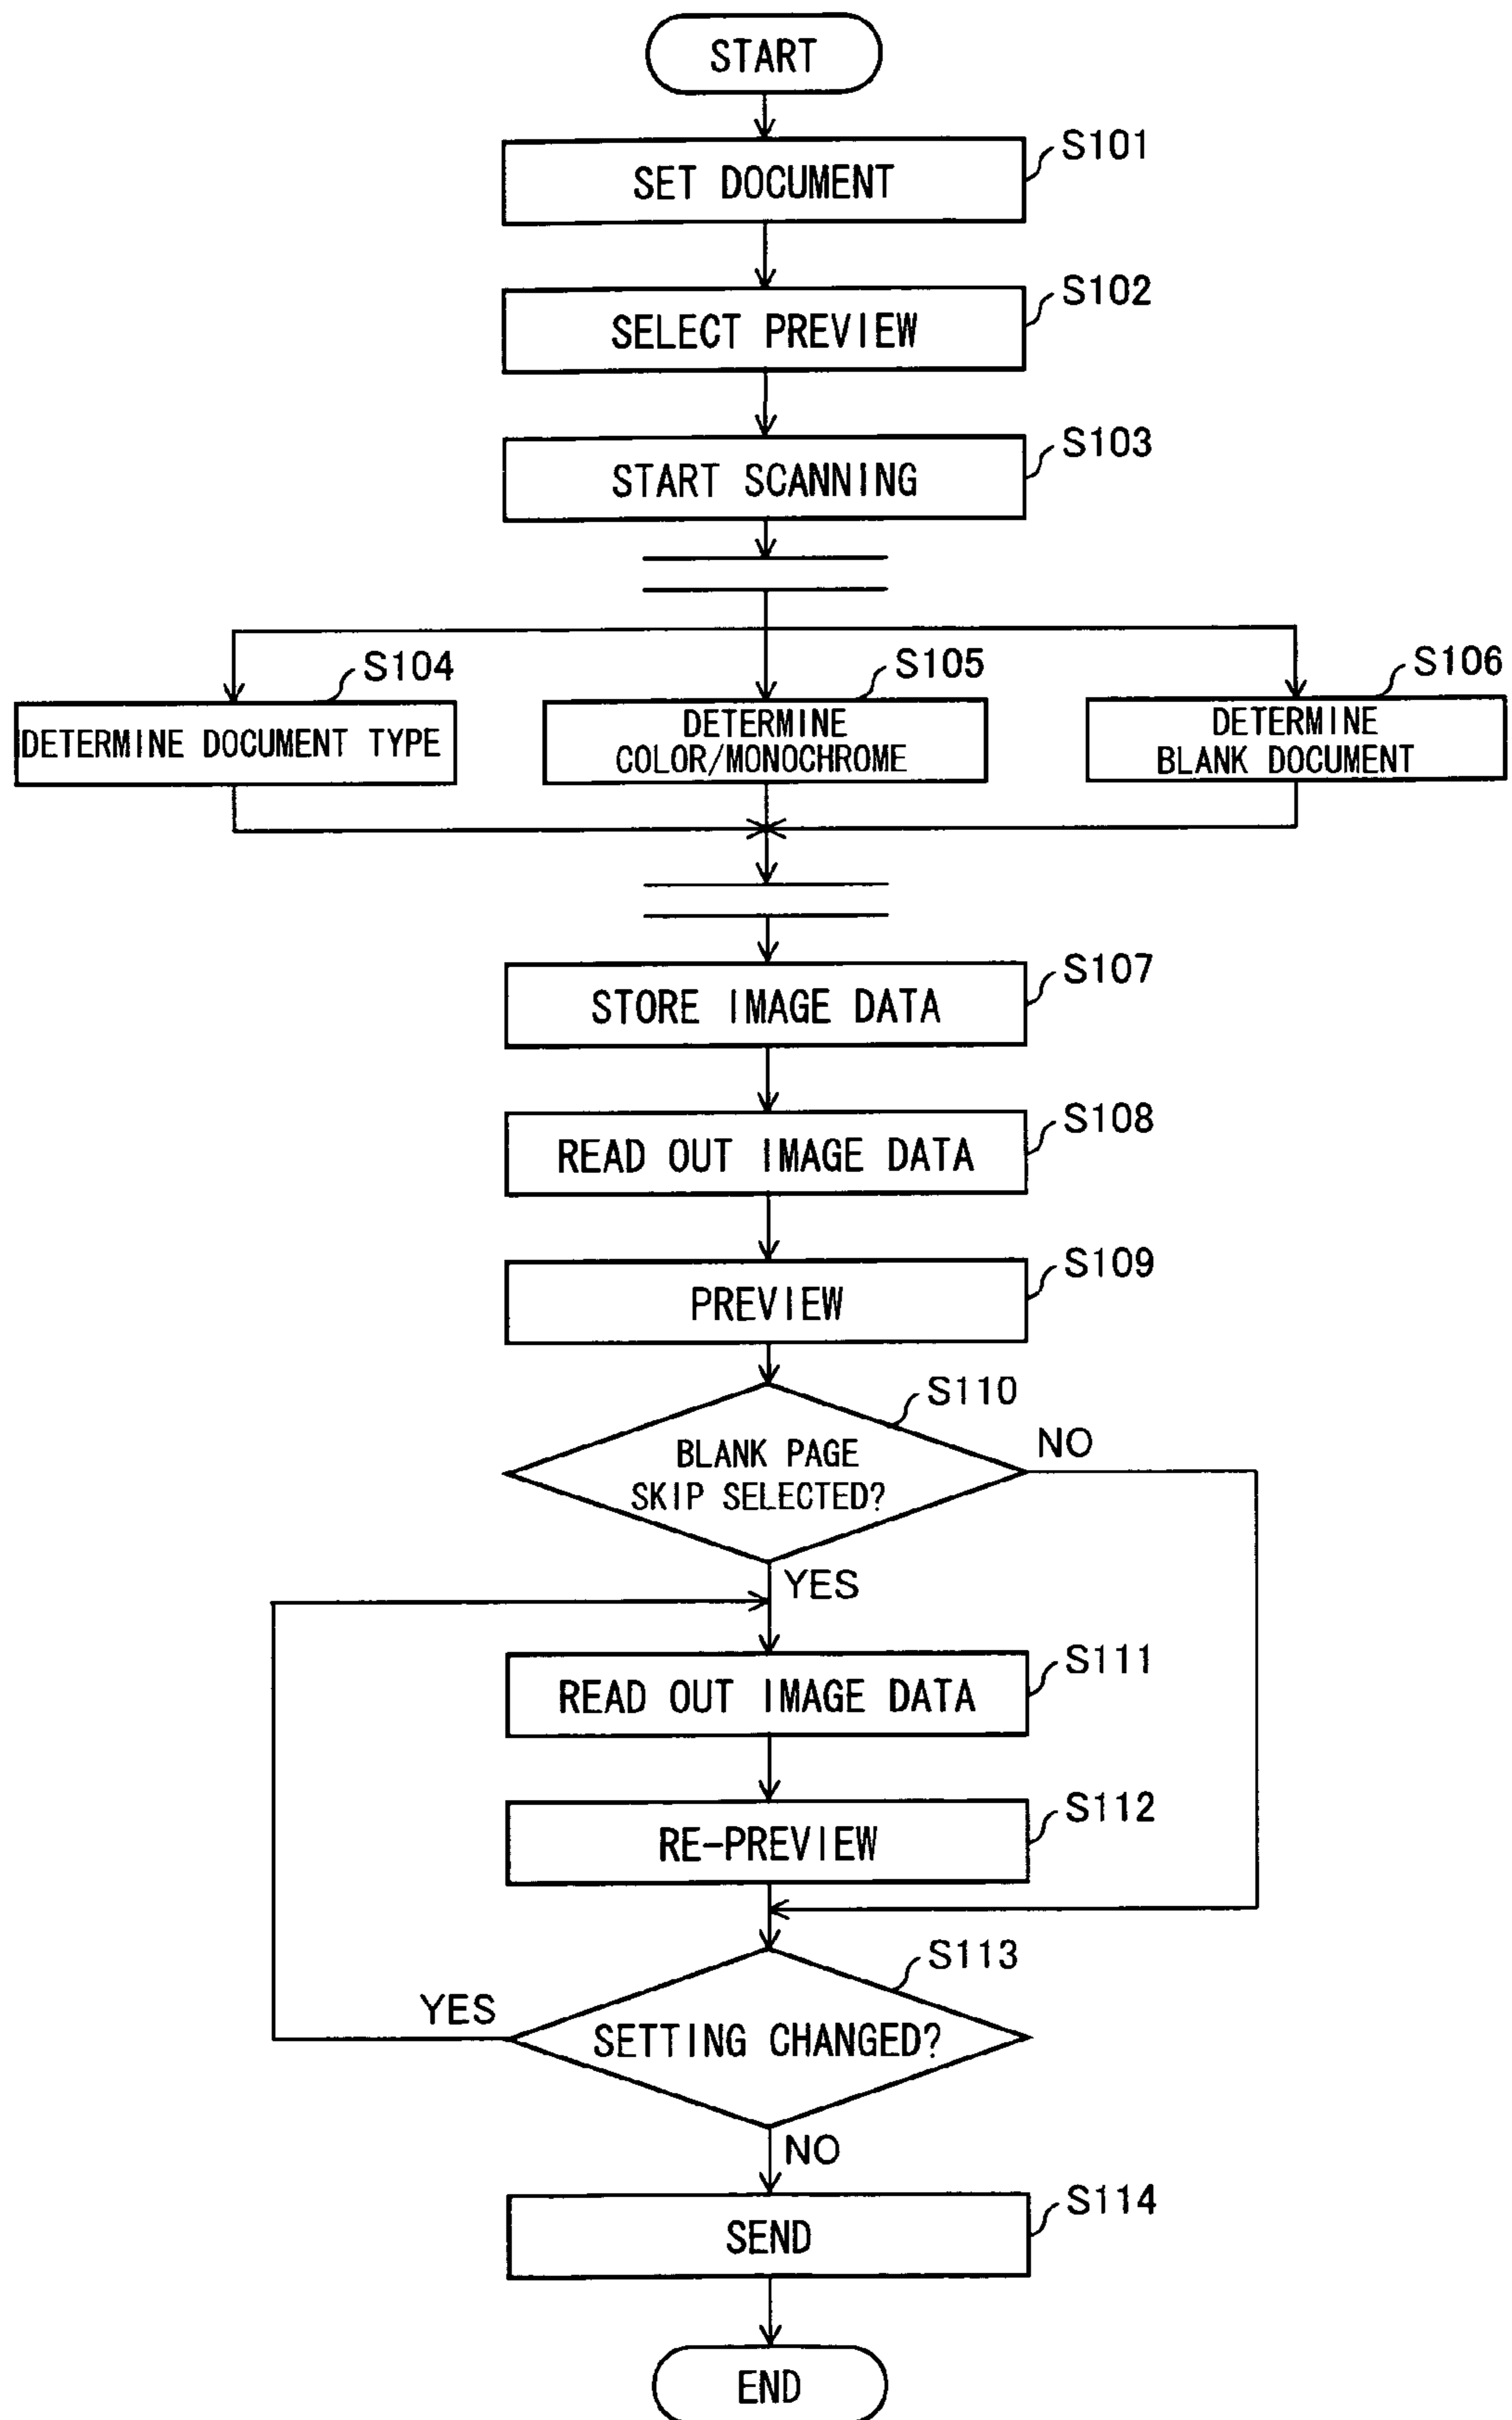 START
S101
SET DOCUMENT
S102
SELECT PREVIEW
S103
START SCANNING
S104
DETERMINE DOCUMENT TYPE
S105
DETERMINE
COLOR/MONOCHROME
S106
DETERMINE
BLANK DOCUMENT
S107
STORE IMAGE DATA
S108
READ OUT IMAGE DATA
S109
PREVIEW
S110
BLANK PAGE
SKIP SELECTED?
NO
YES
S111
READ OUT IMAGE DATA
S112
RE-PREVIEW
S113
YES
SETTING CHANGED?
NO
S114
SEND
END